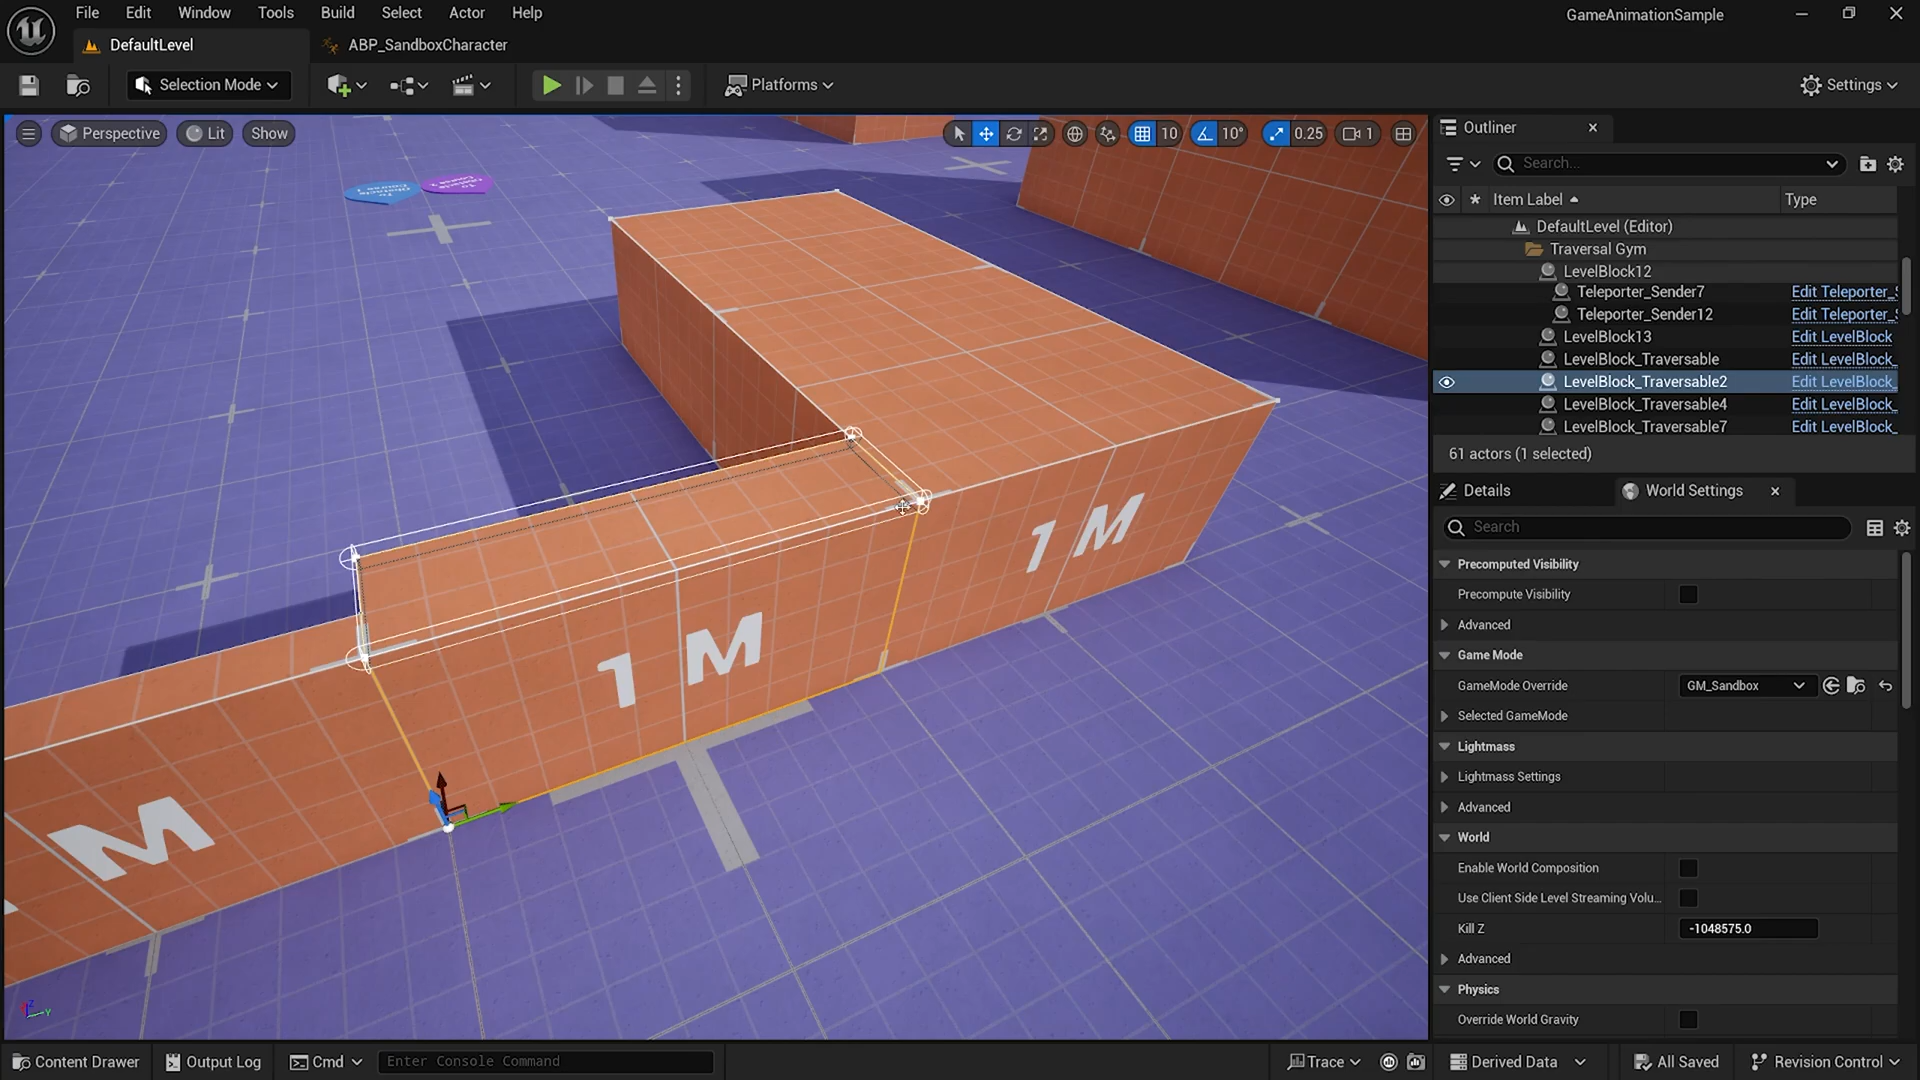 File Edit Window Tools Build Select Actor Help
GameAnimationSample
DefaultLevel
ABP_SandboxCharacter
Selection Mode
Platforms
Settings
Perspective
Lit
Show
10
10°
0.25
1
Outliner
Search...
Item Label
Type
DefaultLevel (Editor)
Traversal Gym
LevelBlock12
Teleporter_Sender7
Edit Teleporter_S
Teleporter_Sender12
Edit Teleporter_S
LevelBlock13
Edit LevelBlock
LevelBlock_Traversable
Edit LevelBlock_
LevelBlock_Traversable2
Edit LevelBlock_
LevelBlock_Traversable4
Edit LevelBlock_
LevelBlock_Traversable7
Edit LevelBlock_
61 actors (1 selected)
Details
World Settings
Search
Precomputed Visibility
Precompute Visibility
Advanced
Game Mode
GameMode Override
GM_Sandbox
Selected GameMode
Lightmass
Lightmass Settings
Advanced
World
Enable World Composition
Use Client Side Level Streaming Volu...
Kill Z
-1048575.0
Advanced
Physics
Override World Gravity
1 M
1 M
M
Content Drawer
Output Log
Cmd
Enter Console Command
Trace
Derived Data
All Saved
Revision Control